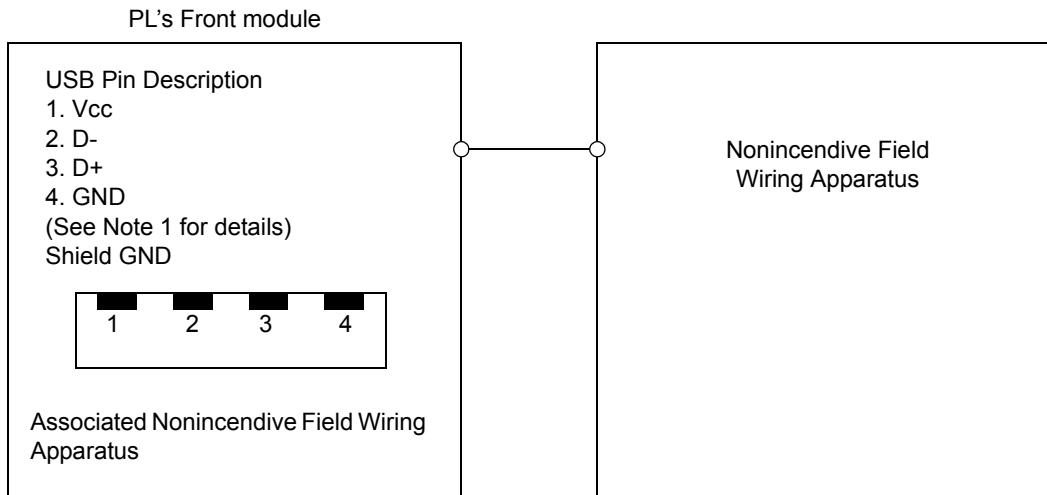 PL's Front module
USB Pin Description
1. Vcc
2. D-
3. D+
4. GND
(See Note 1 for details)
Shield GND
1 2 3 4
Associated Nonincendive Field Wiring
Apparatus
Nonincendive Field
Wiring Apparatus